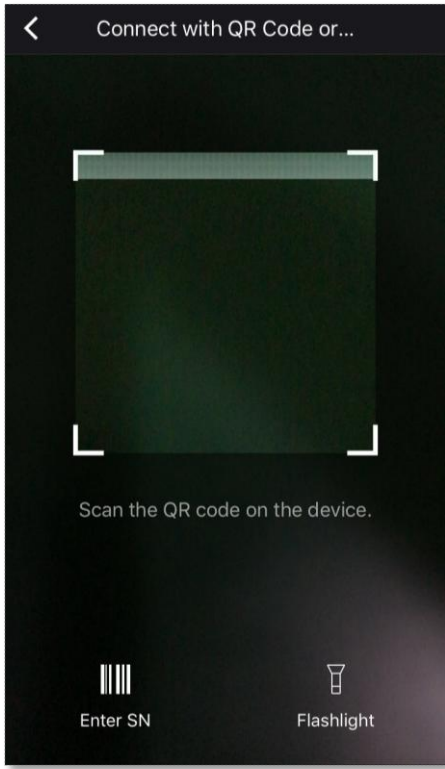 Connect with QR Code or...
Scan the QR code on the device.
Enter SN
Flashlight